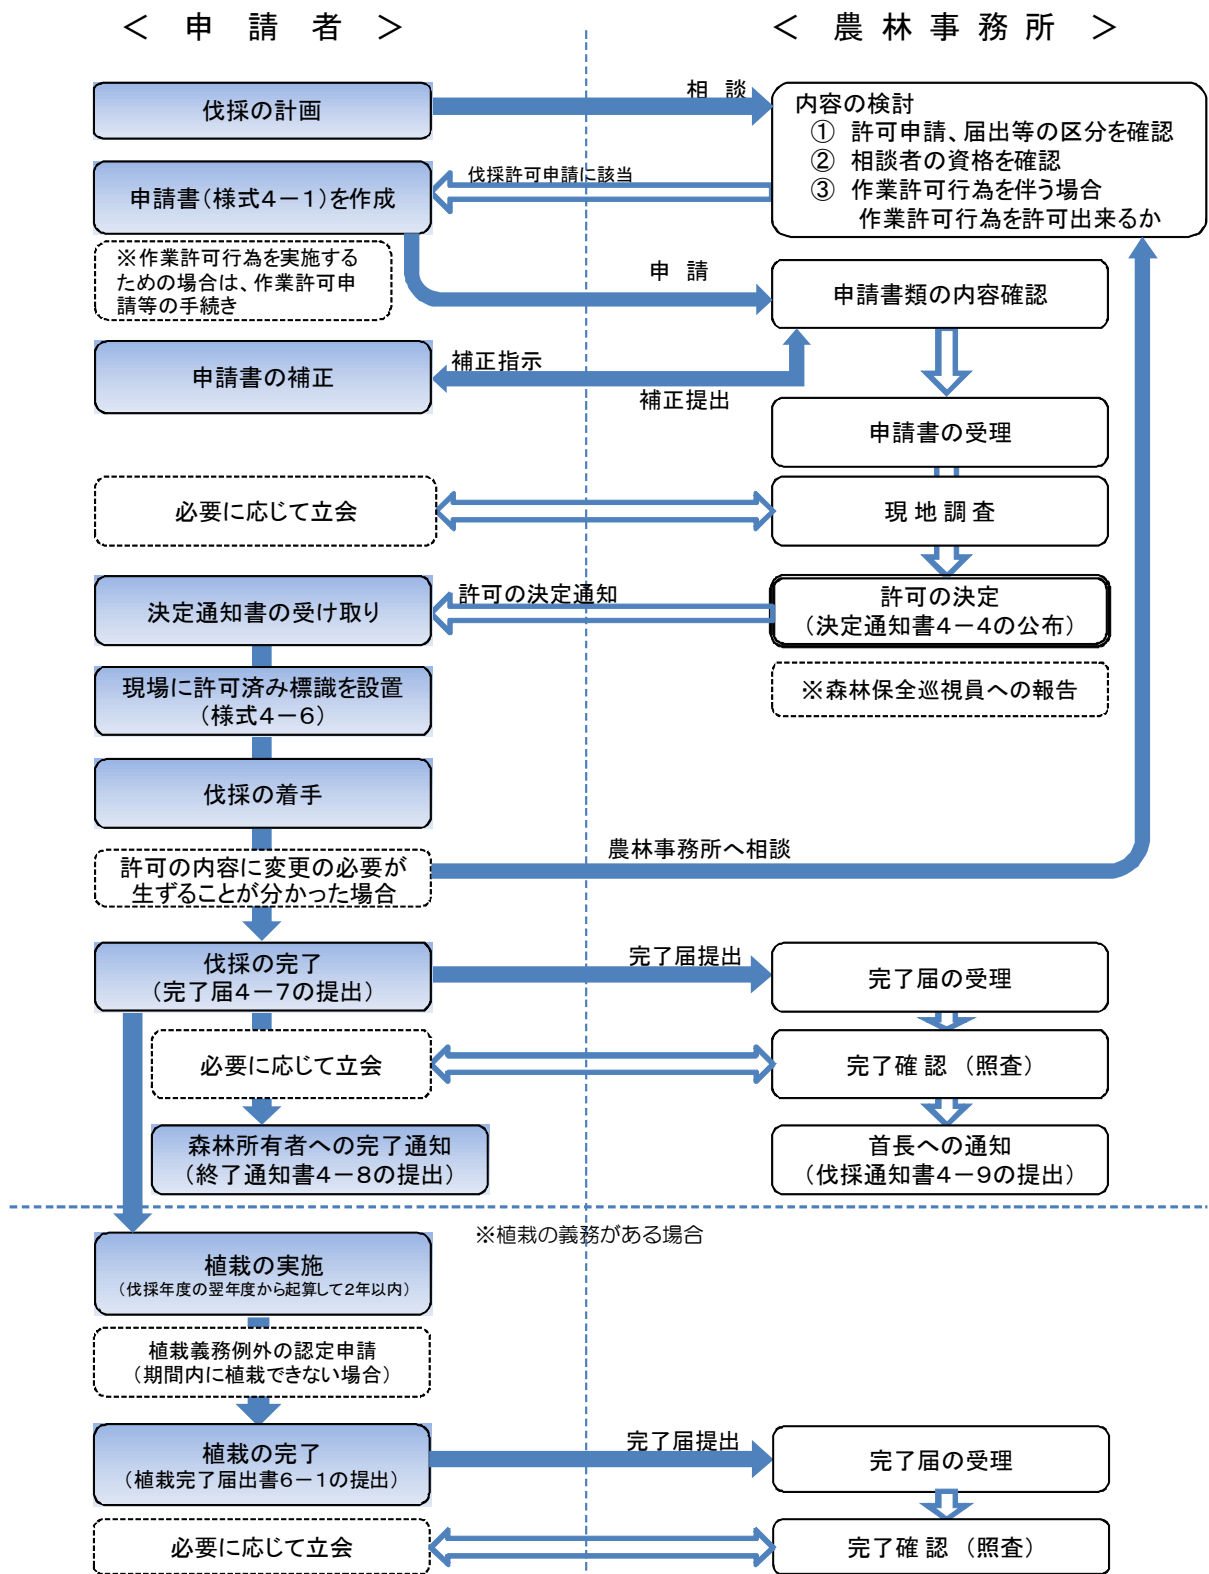 ＜ 申 請 者 ＞
＜ 農 林 事 務 所 ＞
伐採の計画
相 談
内容の検討
① 許可申請、届出等の区分を確認
② 相談者の資格を確認
③ 作業許可行為を伴う場合
作業許可行為を許可出来るか
伐採許可申請に該当
申請書（様式４－１）を作成
※作業許可行為を実施する
ための場合は、作業許可申
請等の手続き
申 請
申請書類の内容確認
申請書の補正
補正指示
補正提出
申請書の受理
必要に応じて立会
現 地 調 査
決定通知書の受け取り
許可の決定通知
許可の決定
（決定通知書４－４の公布）
現場に許可済み標識を設置
（様式４－６）
※森林保全巡視員への報告
伐採の着手
許可の内容に変更の必要が
生ずることが分かった場合
農林事務所へ相談
伐採の完了
（完了届４－７の提出）
完了届提出
完了届の受理
必要に応じて立会
完了確 認 （照査）
森林所有者への完了通知
（終了通知書４－８の提出）
首長への通知
（伐採通知書４－９の提出）
※植栽の義務がある場合
植栽の実施
（伐採年度の翌年度から起算して２年以内）
植栽義務例外の認定申請
（期間内に植栽できない場合）
植栽の完了
（植栽完了届出書６－１の提出）
完了届提出
完了届の受理
必要に応じて立会
完了確 認 （照査）